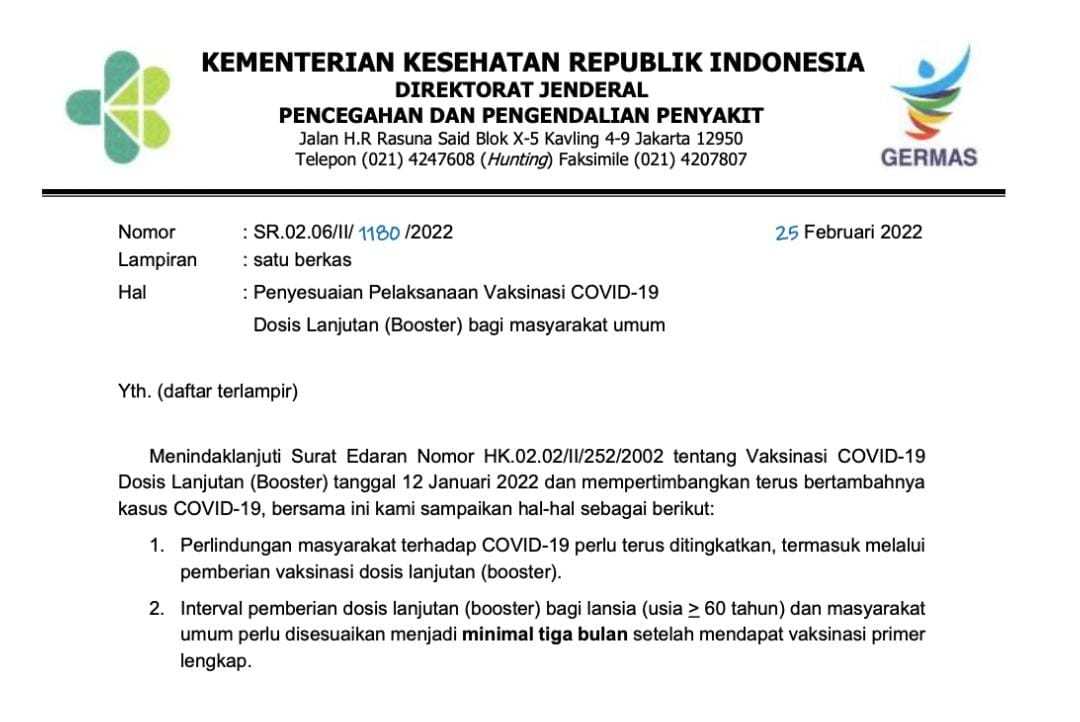 KEMENTERIAN KESEHATAN REPUBLIK INDONESIA
DIREKTORAT JENDERAL
PENCEGAHAN DAN PENGENDALIAN PENYAKIT
Jalan H.R Rasuna Said Blok X-5 Kavling 4-9 Jakarta 12950
Telepon (021) 4247608 (Hunting) Faksimile (021) 4207807
GERMAS
Nomor : SR.02.06/II/ 1180 /2022 25 Februari 2022
Lampiran : satu berkas
Hal : Penyesuaian Pelaksanaan Vaksinasi COVID-19
Dosis Lanjutan (Booster) bagi masyarakat umum
Yth. (daftar terlampir)
Menindaklanjuti Surat Edaran Nomor HK.02.02/II/252/2002 tentang Vaksinasi COVID-19
Dosis Lanjutan (Booster) tanggal 12 Januari 2022 dan mempertimbangkan terus bertambahnya
kasus COVID-19, bersama ini kami sampaikan hal-hal sebagai berikut:
1. Perlindungan masyarakat terhadap COVID-19 perlu terus ditingkatkan, termasuk melalui
pemberian vaksinasi dosis lanjutan (booster).
2. Interval pemberian dosis lanjutan (booster) bagi lansia (usia ≥ 60 tahun) dan masyarakat
umum perlu disesuaikan menjadi minimal tiga bulan setelah mendapat vaksinasi primer
lengkap.